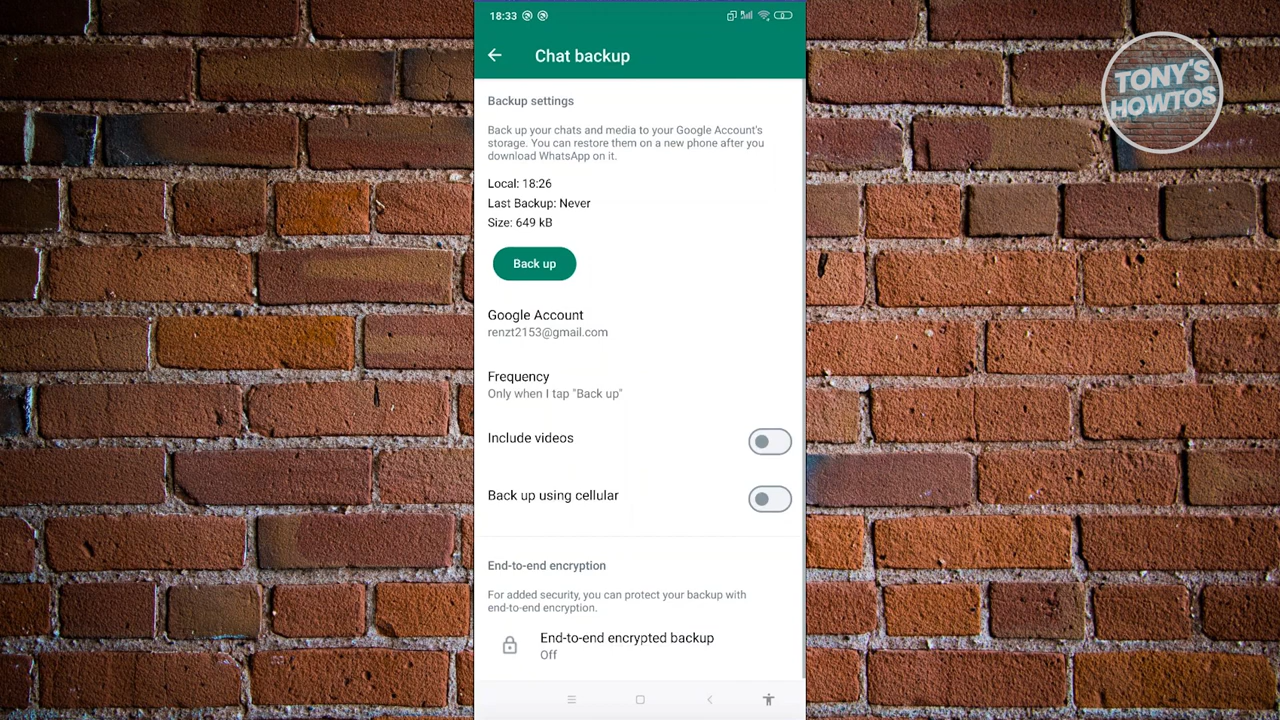 18:33
Chat backup
TONY'S
HOWTOS
Backup settings
Back up your chats and media to your Google Account's
storage. You can restore them on a new phone after you
download WhatsApp on it.
Local: 18:26
Last Backup: Never
Size: 649 kB
Back up
Google Account
renzt2153@gmail.com
Frequency
Only when I tap "Back up"
Include videos
Back up using cellular
End-to-end encryption
For added security, you can protect your backup with
end-to-end encryption.
End-to-end encrypted backup
Off